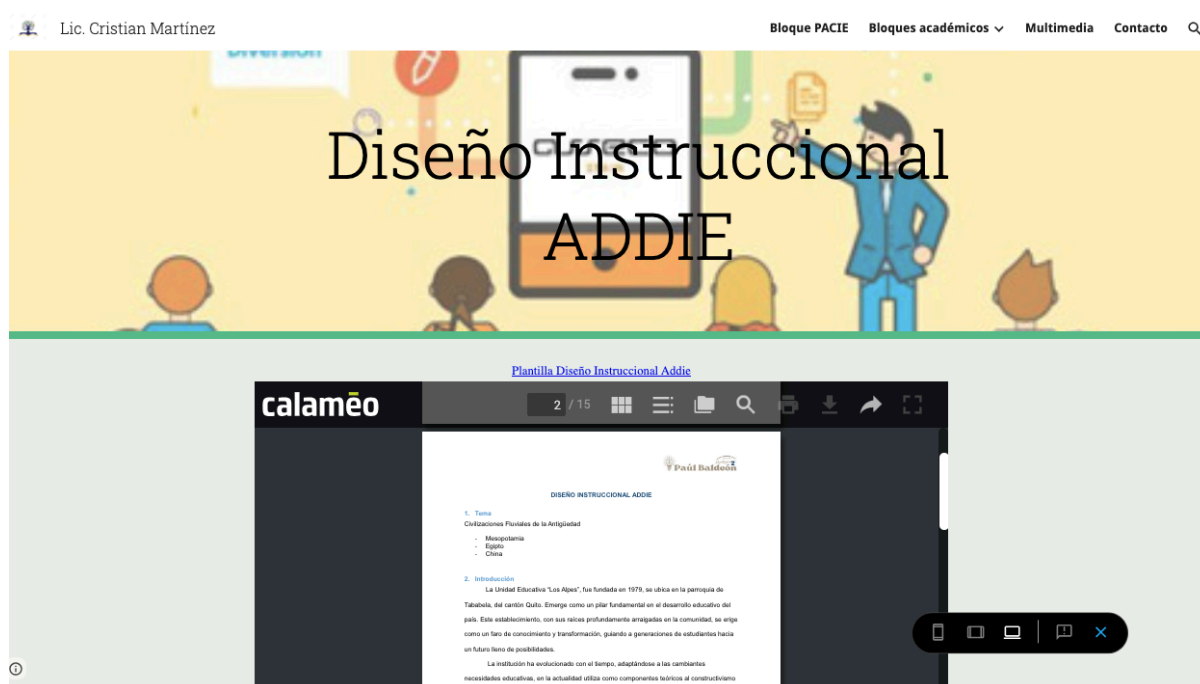 Lic. Cristian Martínez
Bloque PACIE Bloques académicos Multimedia Contacto
Diversión
Diseño Instruccional
ADDIE
Plantilla Diseño Instruccional Addie
calamēo
2 / 15
Paúl Baldeón
DISEÑO INSTRUCCIONAL ADDIE
1. Tema
Civilizaciones Fluviales de la Antigüedad
- Mesopotamia
- Egipto
- China
2. Introducción
La Unidad Educativa "Los Alpes", fue fundada en 1979, se ubica en la parroquia de
Tababela, del cantón Quito. Emerge como un pilar fundamental en el desarrollo educativo del
país. Este establecimiento, con sus raíces profundamente arraigadas en la comunidad, se erige
como un faro de conocimiento y transformación, guiando a generaciones de estudiantes hacia
un futuro lleno de posibilidades.
La institución ha evolucionado con el tiempo, adaptándose a las cambiantes
necesidades educativas, en la actualidad utiliza como componentes teóricos al constructivismo